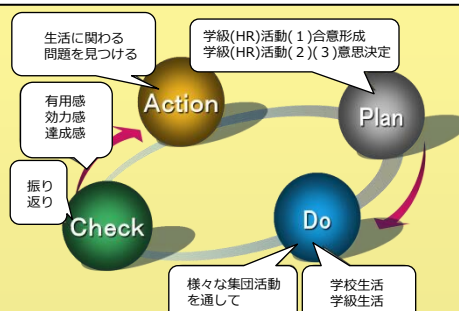 生活に関わる
問題を見つける
学級(HR)活動(1)合意形成
学級(HR)活動(2)(3)意思決定
Action
Plan
有用感
効力感
達成感
振り
返り
Check
Do
様々な集団活動
を通して
学校生活
学級生活